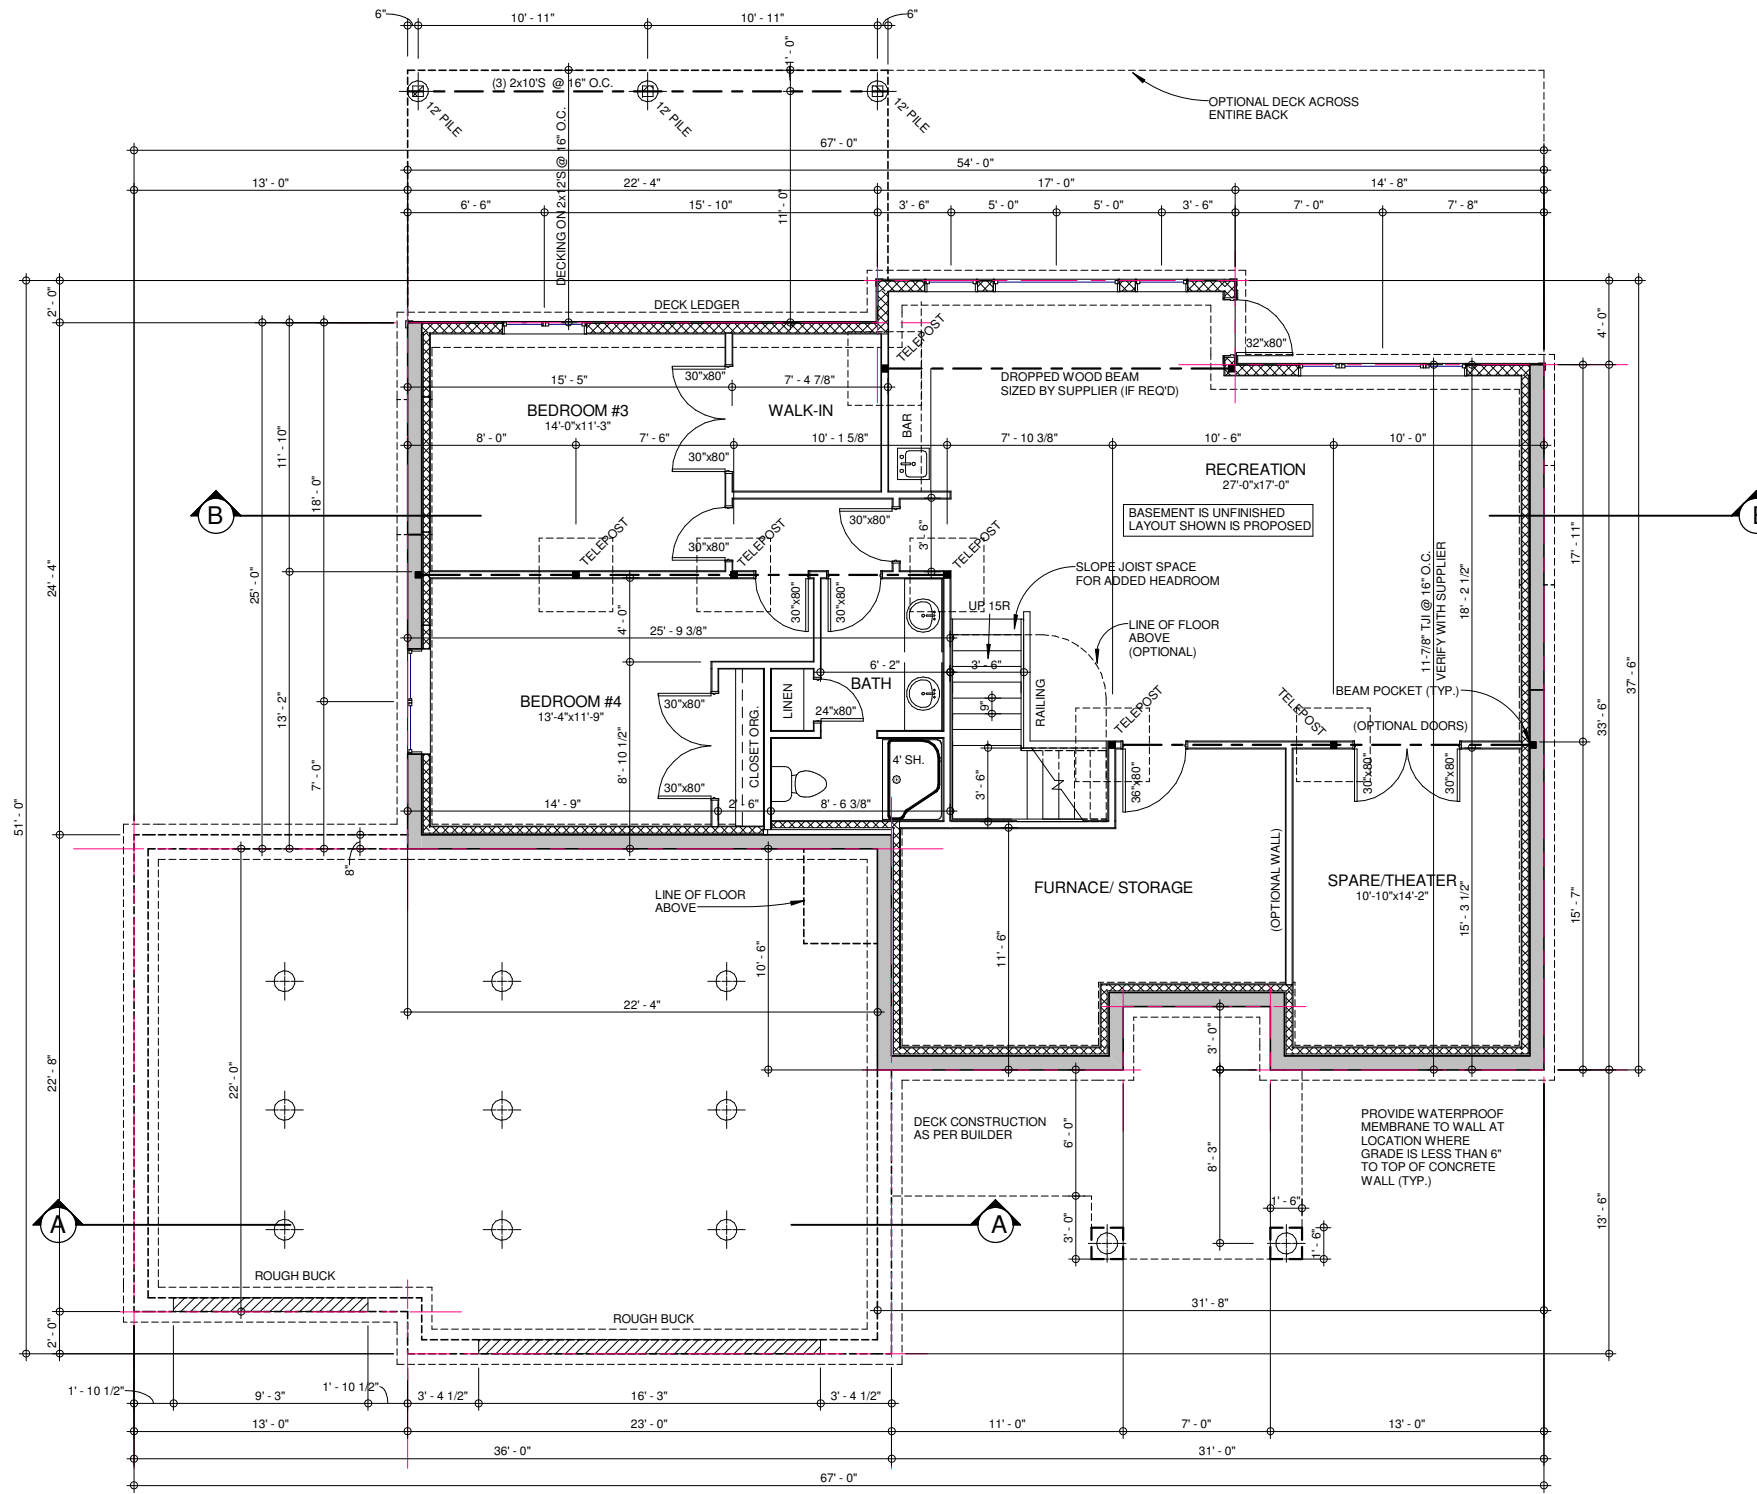 6"
10' - 11"
10' - 11"
6"
1' - 0"
(3) 2x10'S @ 16" O.C.
12' PILE
12' PILE
12' PILE
OPTIONAL DECK ACROSS
ENTIRE BACK
DECKING ON 2x12'S @ 16" O.C.
11' - 0"
67' - 0"
54' - 0"
13' - 0"
22' - 4"
17' - 0"
14' - 8"
6' - 6"
15' - 10"
3' - 6"
5' - 0"
5' - 0"
3' - 6"
7' - 0"
7' - 8"
DECK LEDGER
2' - 0"
4' - 0"
TELEPOST
32"x80"
DROPPED WOOD BEAM
SIZED BY SUPPLIER (IF REQ'D)
30"x80"
15' - 5"
7' - 4 7/8"
BEDROOM #3
14'-0"x11'-3"
WALK-IN
BAR
8' - 0"
7' - 6"
10' - 1 5/8"
7' - 10 3/8"
10' - 6"
10' - 0"
30"x80"
RECREATION
27'-0"x17'-0"
BASEMENT IS UNFINISHED
LAYOUT SHOWN IS PROPOSED
B
11' - 10"
18' - 0"
25' - 0"
24' - 4"
51' - 0"
30"x80"
30"x80"
3' - 6"
TELEPOST
TELEPOST
TELEPOST
SLOPE JOIST SPACE
FOR ADDED HEADROOM
UP 15R
LINE OF FLOOR
ABOVE
(OPTIONAL)
11-7/8" TJI @ 16" O.C.
VERIFY WITH SUPPLIER
18' - 2 1/2"
17' - 11"
33' - 6"
37' - 6"
30"x80"
30"x80"
4' - 0"
25' - 9 3/8"
6' - 2"
3' - 6"
BATH
LINEN
24"x80"
9"
RAILING
BEDROOM #4
13'-4"x11'-9"
30"x80"
CLOSET ORG.
8' - 10 1/2"
30"x80"
13' - 2"
7' - 0"
TELEPOST
TELEPOST
BEAM POCKET (TYP.)
(OPTIONAL DOORS)
4' SH.
3' - 6"
36"x80"
30"x80"
30"x80"
14' - 9"
2' - 6"
8' - 6 3/8"
8"
LINE OF FLOOR
ABOVE
10' - 6"
FURNACE/ STORAGE
11' - 6"
(OPTIONAL WALL)
SPARE/THEATER
10'-10"x14'-2"
15' - 3 1/2"
15' - 7"
22' - 4"
22' - 8"
22' - 0"
3' - 0"
DECK CONSTRUCTION
AS PER BUILDER
6' - 0"
8' - 3"
3' - 0"
1' - 6"
1' - 6"
PROVIDE WATERPROOF
MEMBRANE TO WALL AT
LOCATION WHERE
GRADE IS LESS THAN 6"
TO TOP OF CONCRETE
WALL (TYP.)
13' - 6"
A
A
ROUGH BUCK
ROUGH BUCK
31' - 8"
2' - 0"
1' - 10 1/2"
9' - 3"
1' - 10 1/2"
3' - 4 1/2"
16' - 3"
3' - 4 1/2"
13' - 0"
23' - 0"
11' - 0"
7' - 0"
13' - 0"
36' - 0"
31' - 0"
67' - 0"